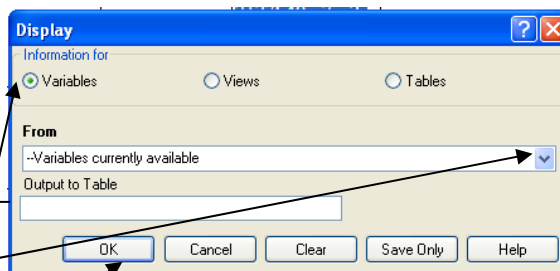 Display
Information for
Variables Views Tables
From
--Variables currently available
Output to Table
OK Cancel Clear Save Only Help